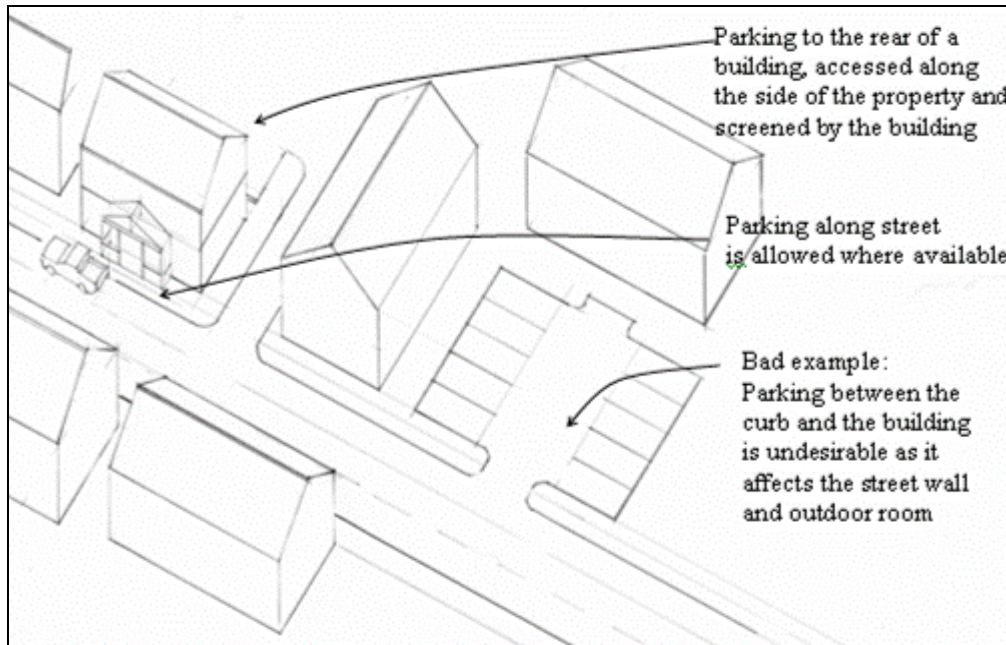 Parking to the rear of a
building, accessed along
the side of the property and
screened by the building
Parking along street
is allowed where available
Bad example:
Parking between the
curb and the building
is undesirable as it
affects the street wall
and outdoor room